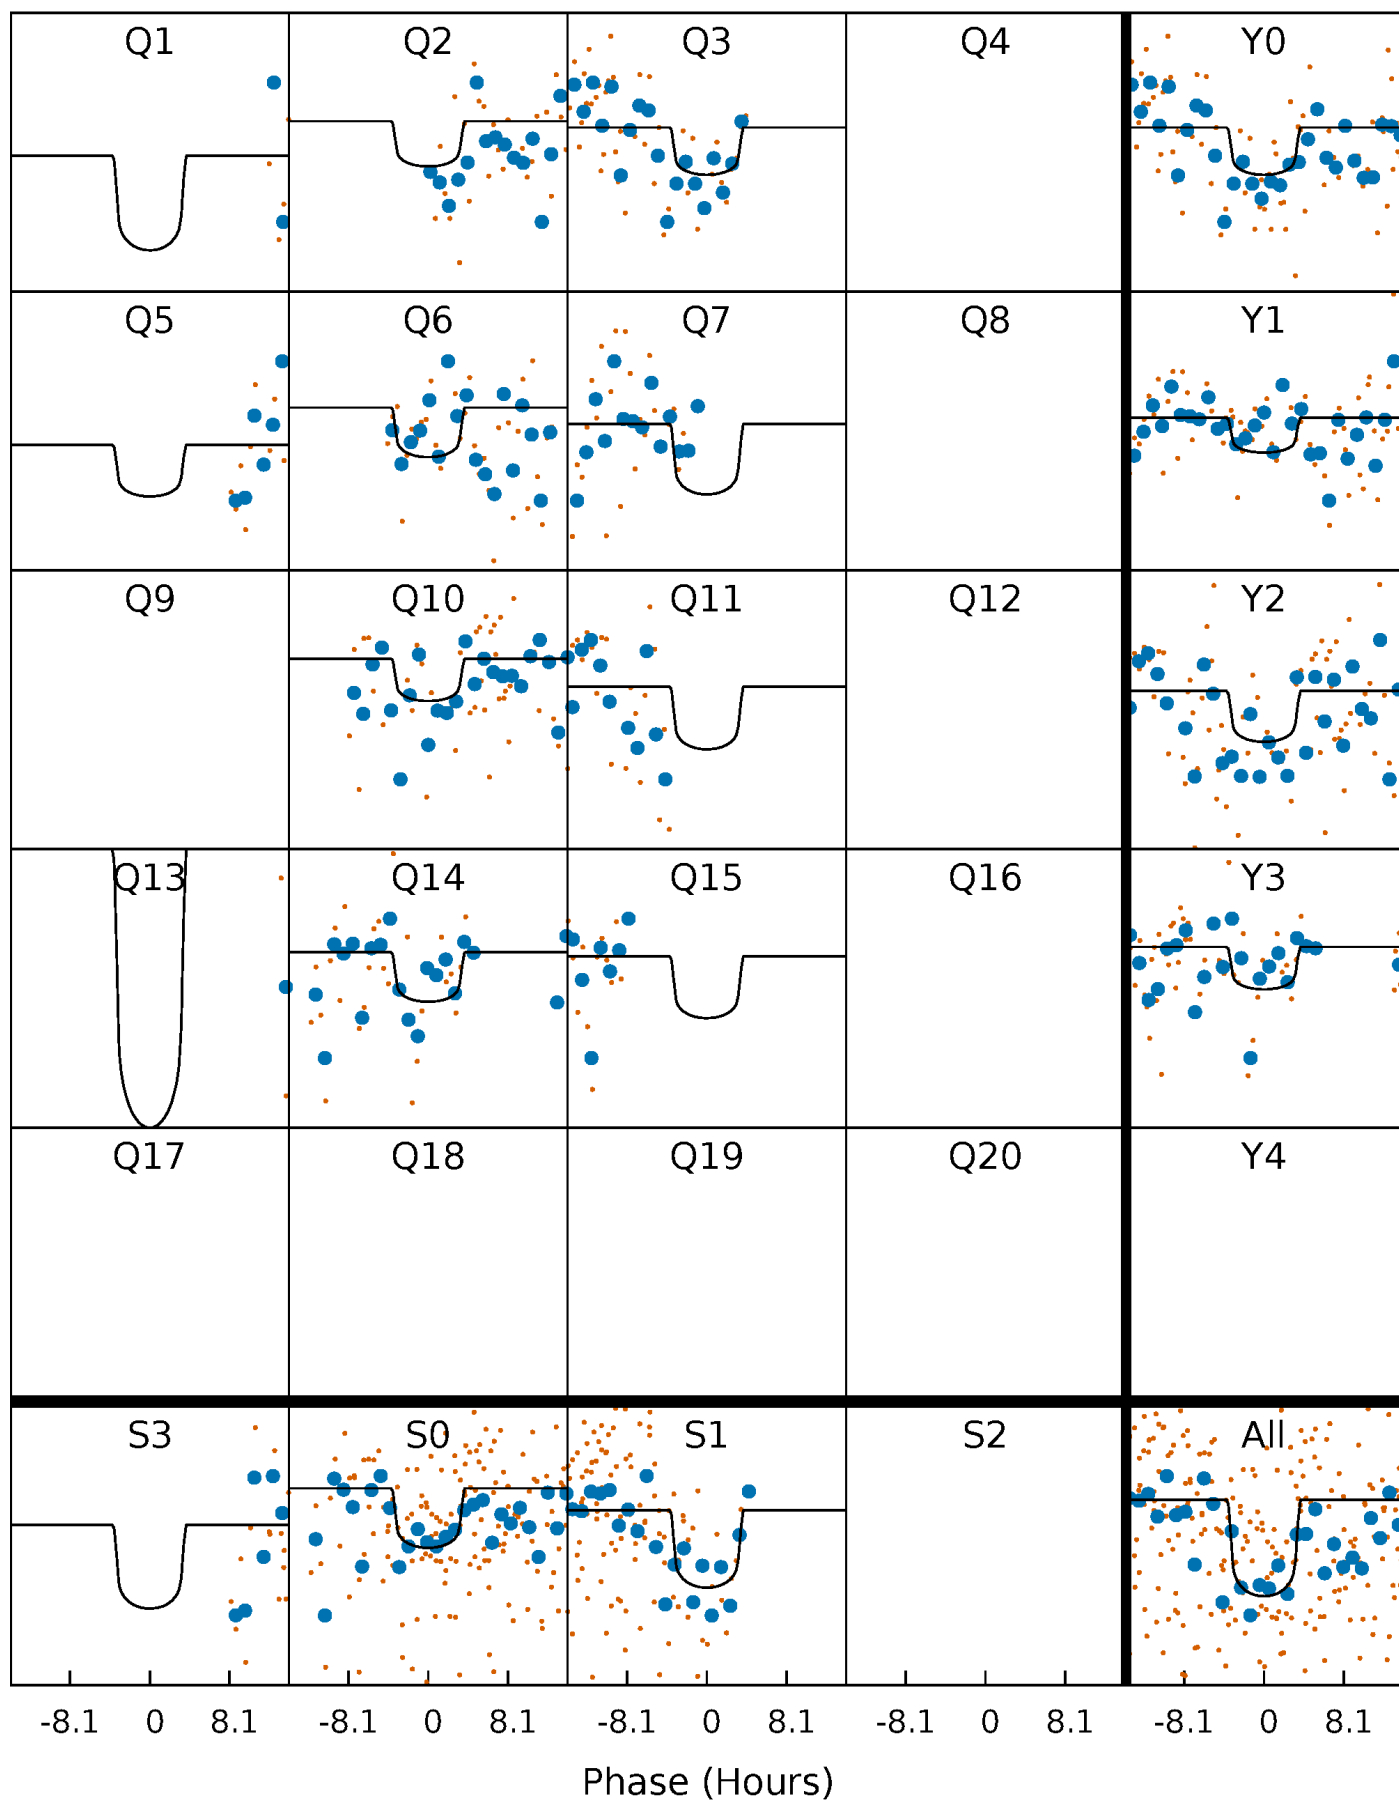 Q1 Q2 Q3 Q4 Y0
Q5 Q6 Q7 Q8 Y1
Q9 Q10 Q11 Q12 Y2
Q13 Q14 Q15 Q16 Y3
Q17 Q18 Q19 Q20 Y4
S3 S0 S1 S2 All
-8.1 0 8.1 -8.1 0 8.1 -8.1 0 8.1 -8.1 0 8.1 -8.1 0 8.1
Phase (Hours)